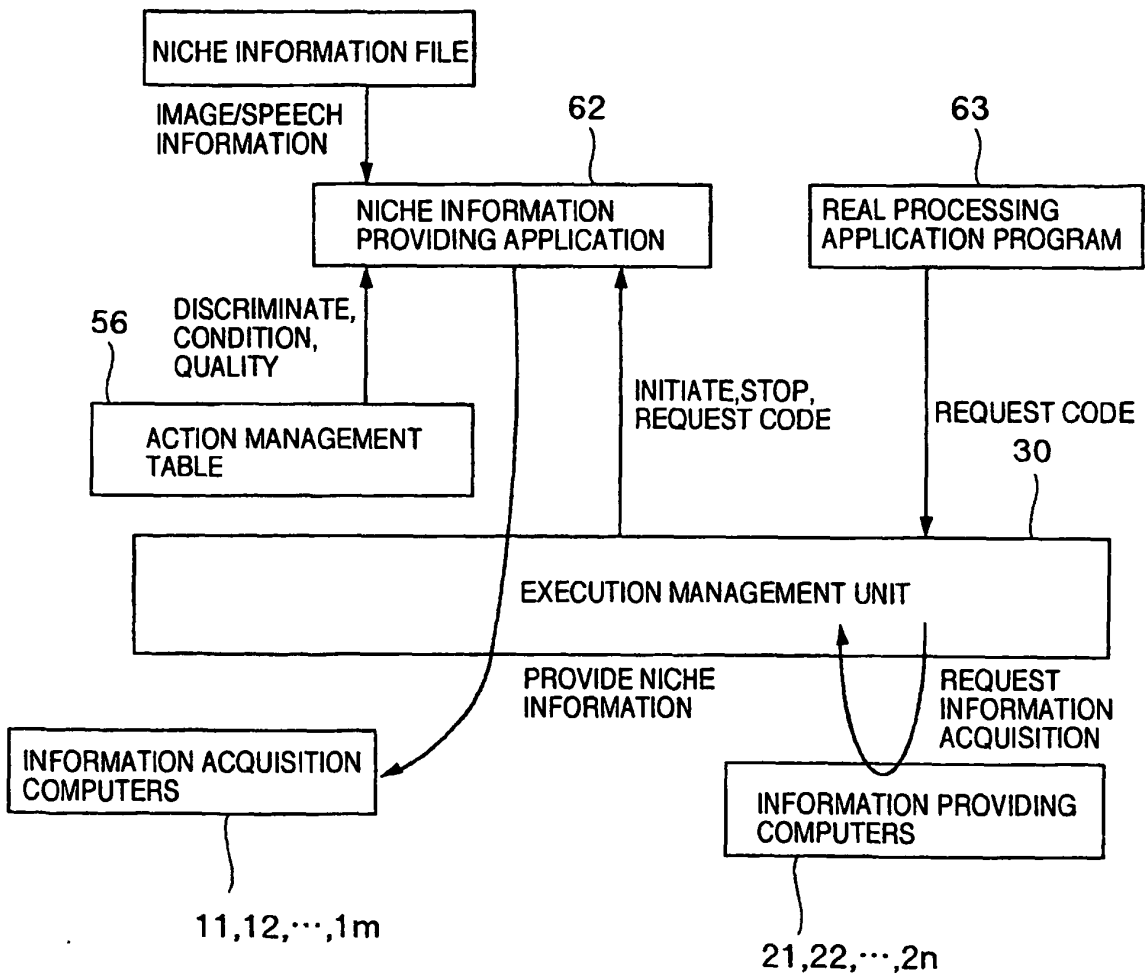 NICHE INFORMATION FILE
IMAGE/SPEECH
INFORMATION
62
63
NICHE INFORMATION
PROVIDING APPLICATION
REAL PROCESSING
APPLICATION PROGRAM
56
DISCRIMINATE,
CONDITION,
QUALITY
INITIATE,STOP,
REQUEST CODE
REQUEST CODE
30
ACTION MANAGEMENT
TABLE
EXECUTION MANAGEMENT UNIT
PROVIDE NICHE
INFORMATION
REQUEST
INFORMATION
ACQUISITION
INFORMATION ACQUISITION
COMPUTERS
INFORMATION PROVIDING
COMPUTERS
11,12,···,1m
21,22,···,2n